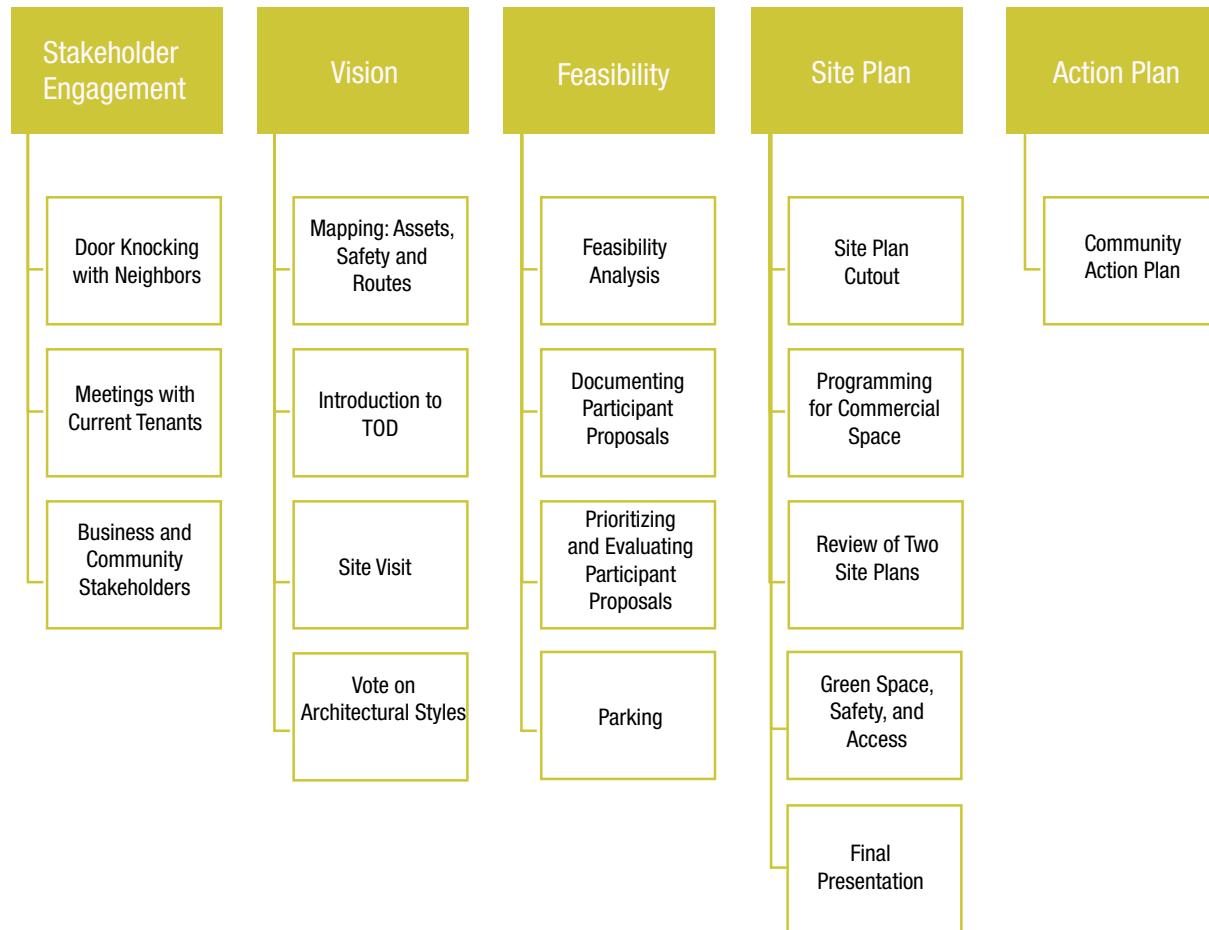 Stakeholder
Engagement
Door Knocking
with Neighbors
Meetings with
Current Tenants
Business and
Community
Stakeholders
Vision
Mapping: Assets,
Safety and
Routes
Introduction to
TOD
Site Visit
Vote on
Architectural Styles
Feasibility
Feasibility
Analysis
Documenting
Participant
Proposals
Prioritizing
and Evaluating
Participant
Proposals
Parking
Site Plan
Site Plan
Cutout
Programming
for Commercial
Space
Review of Two
Site Plans
Green Space,
Safety, and
Access
Final
Presentation
Action Plan
Community
Action Plan